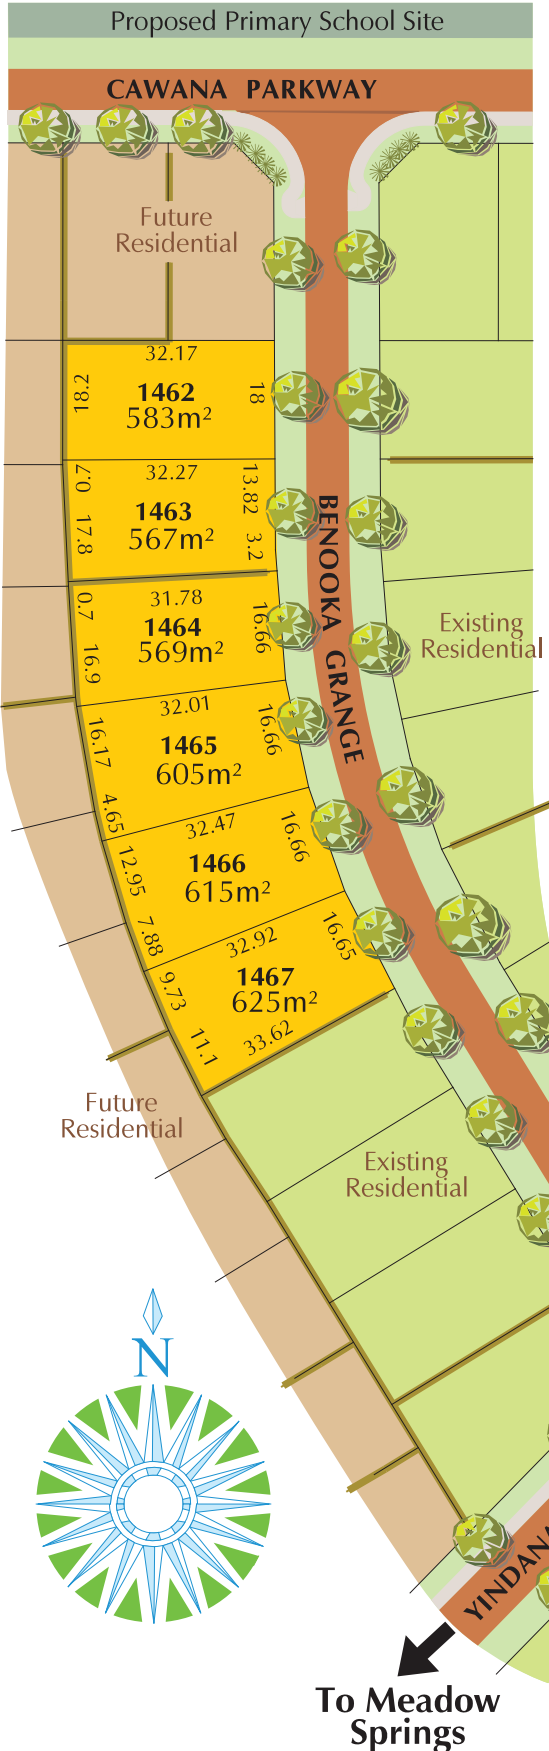 Proposed Primary School Site
CAWANA PARKWAY
Future
Residential
32.17
18.2
1462
18
583m²
0.7
32.27
13.82
1463
17.8
567m²
3.2
BENOOKA GRANGE
0.7
31.78
16.66
1464
569m²
16.9
Existing
Residential
32.01
16.17
16.66
1465
605m²
4.65
32.47
16.66
12.95
1466
615m²
7.88
32.92
16.65
9.73
1467
625m²
11.1
33.62
Future
Residential
Existing
Residential
N
To Meadow
Springs